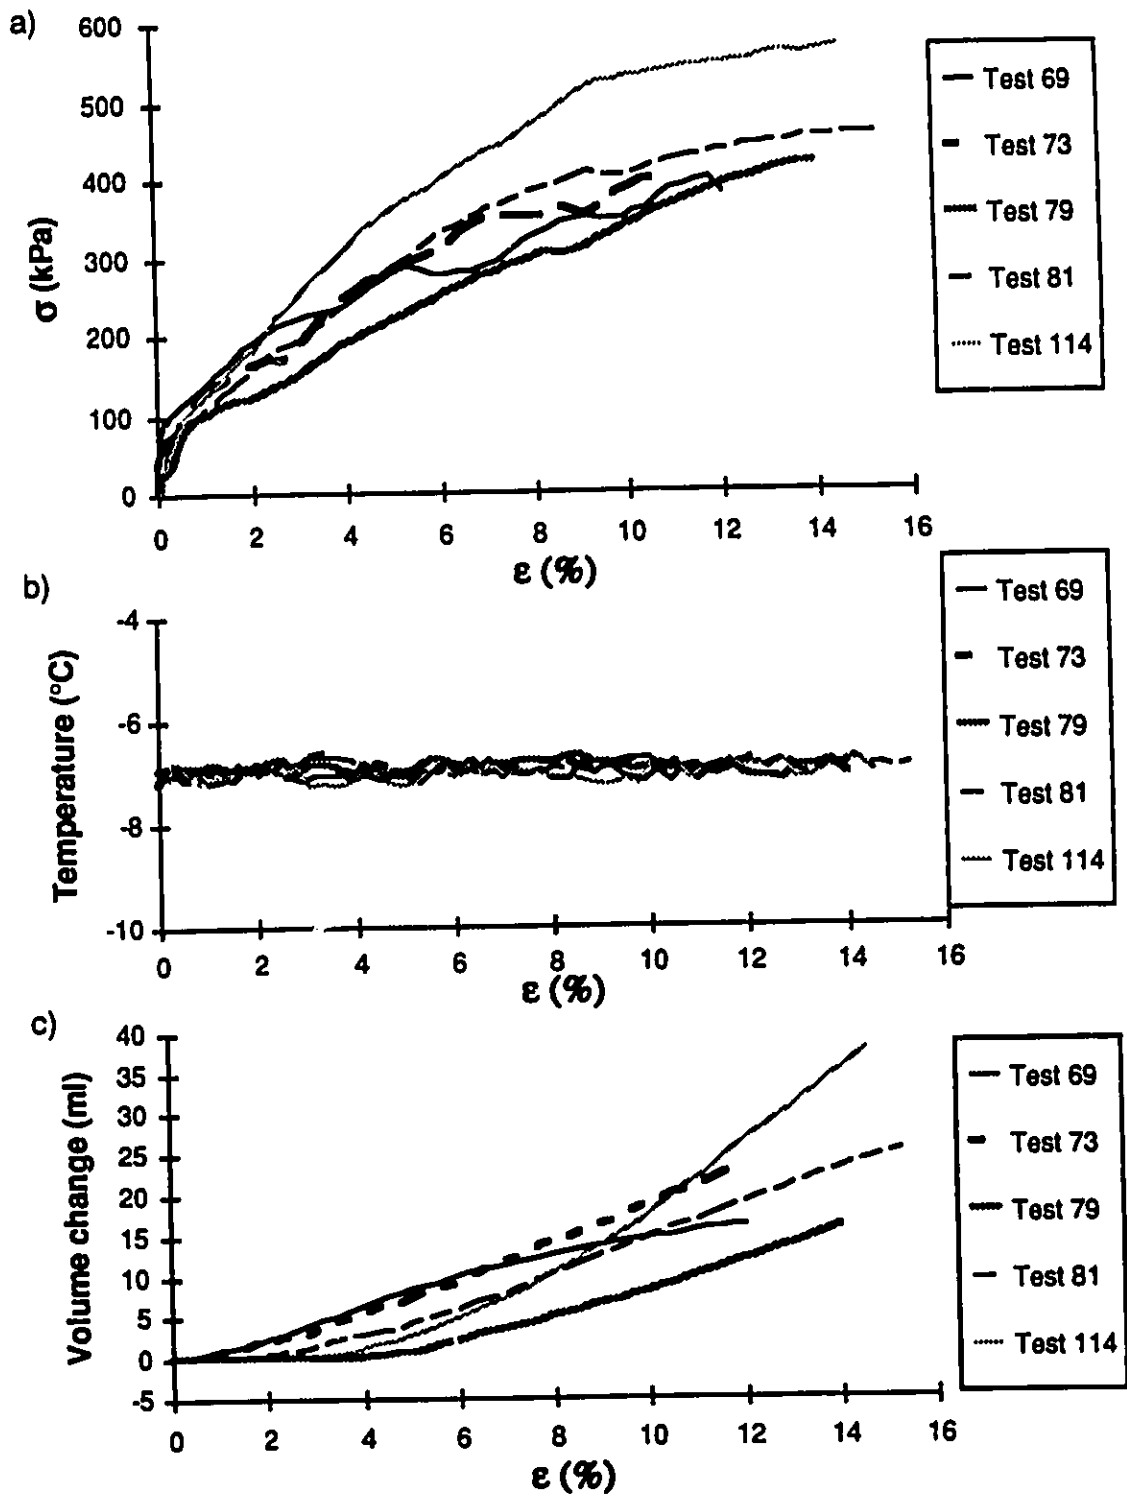 a)
600
500
400
300
200
100
0
σ (kPa)
0 2 4 6 8 10 12 14 16
ε (%)
Test 69
Test 73
Test 79
Test 81
Test 114
b)
-4
-6
-8
-10
Temperature (°C)
0 2 4 6 8 10 12 14 16
ε (%)
Test 69
Test 73
Test 79
Test 81
Test 114
c)
40
35
30
25
20
15
10
5
0
-5
Volume change (ml)
0 2 4 6 8 10 12 14 16
ε (%)
Test 69
Test 73
Test 79
Test 81
Test 114